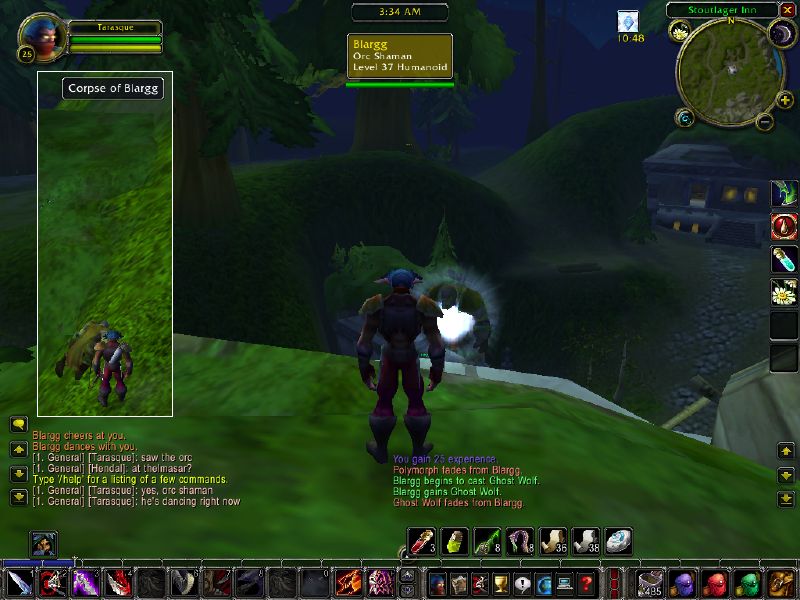 Tarasque
25
3:34 AM
Blargg
Orc Shaman
Level 37 Humanoid
10:48
Stoutlager Inn
N
Corpse of Blargg
Blargg cheers at you.
Blargg dances with you.
[1. General] [Tarasque]: saw the orc
[1. General] [Hendal]: at thelmasar?
Type '/help' for a listing of a few commands.
[1. General] [Tarasque]: yes, orc shaman
[1. General] [Tarasque]: he's dancing right now
You gain 25 experience.
Polymorph fades from Blargg.
Blargg begins to cast Ghost Wolf.
Blargg gains Ghost Wolf.
Ghost Wolf fades from Blargg.
3
8
8
36
38